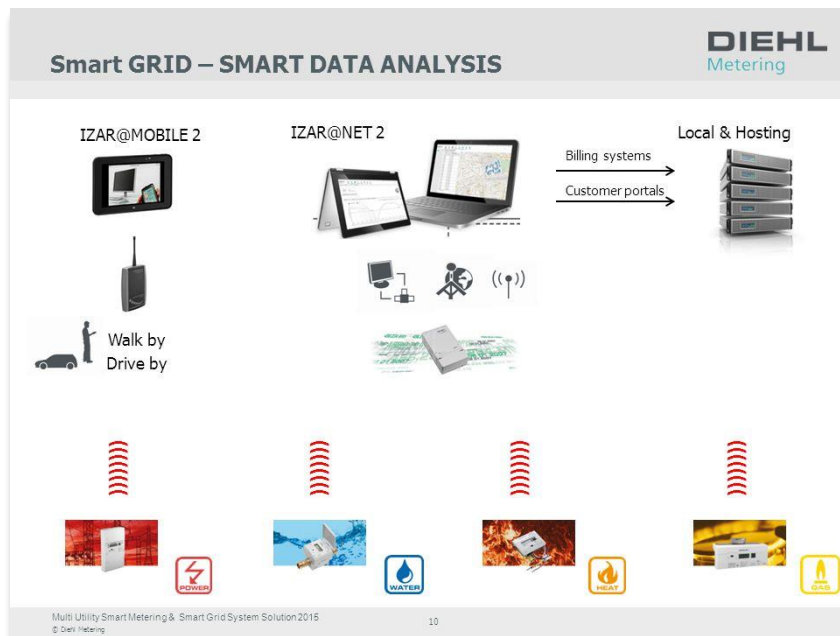 Smart GRID – SMART DATA ANALYSIS
DIEHL
Metering
IZAR@MOBILE 2
IZAR@NET 2
Local & Hosting
Billing systems
Customer portals
Walk by
Drive by
POWER
WATER
HEAT
GAS
Multi Utility Smart Metering & Smart Grid System Solution 2015
10
© Diehl Metering